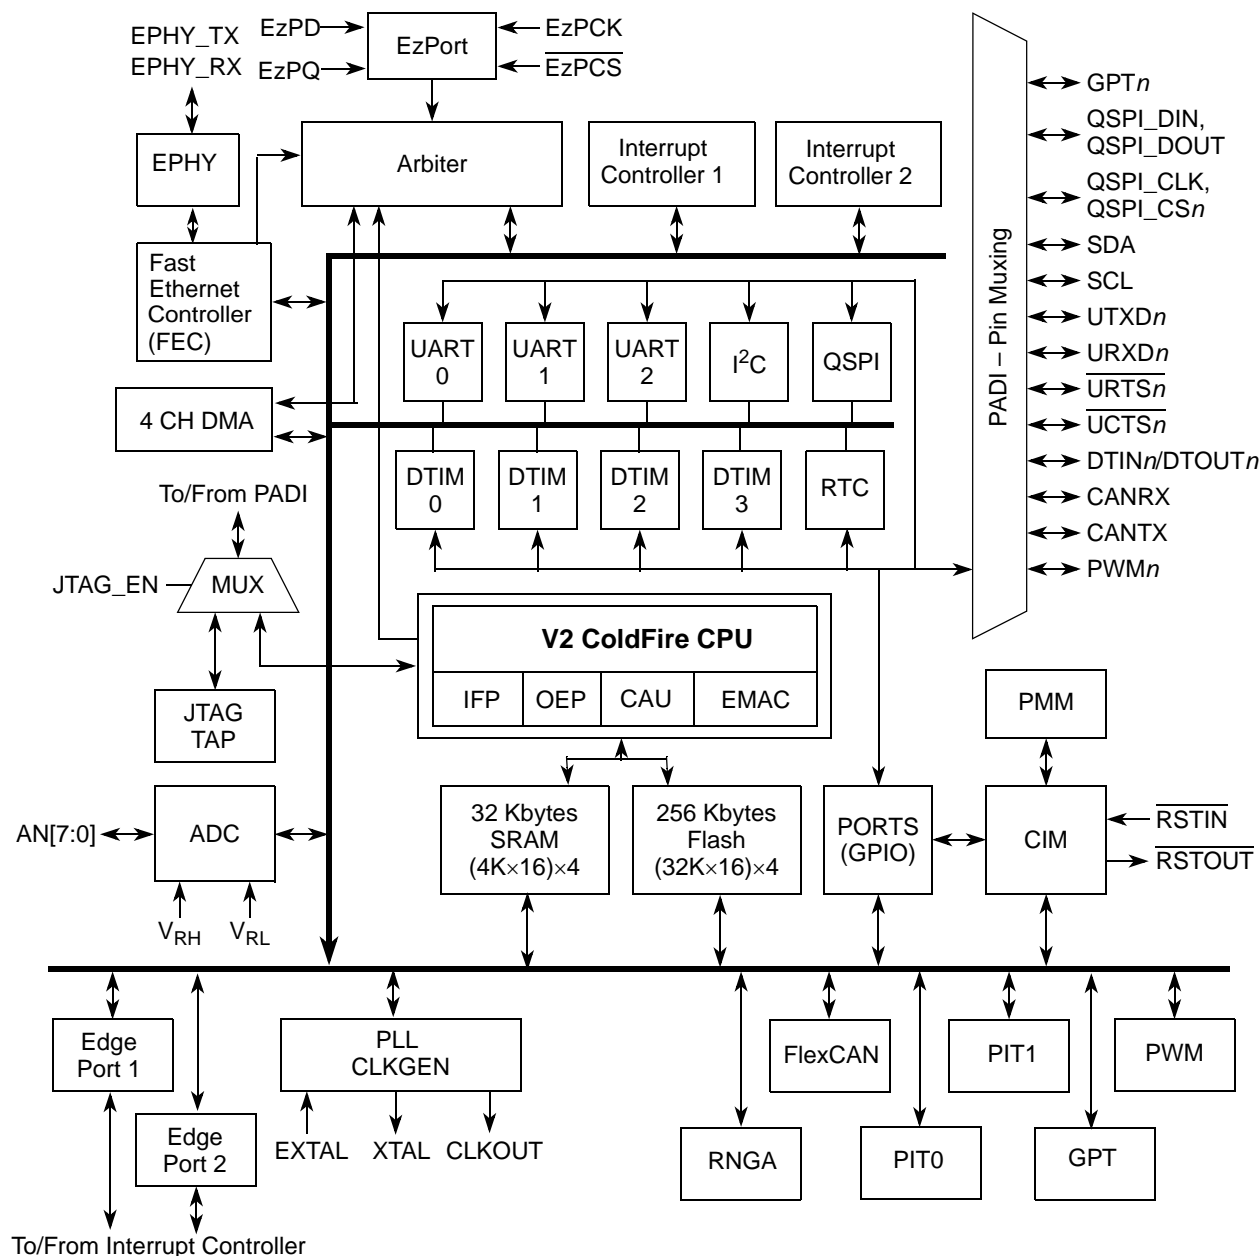 EPHY_TX
EPHY_RX
EzPD
EzPQ
EzPort
EzPCK
EzPCS
EPHY
Arbiter
Interrupt
Controller 1
Interrupt
Controller 2
Fast
Ethernet
Controller
(FEC)
4 CH DMA
UART
0
UART
1
UART
2
I²C
QSPI
DTIM
0
DTIM
1
DTIM
2
DTIM
3
RTC
PADI – Pin Muxing
GPTn
QSPI_DIN,
QSPI_DOUT
QSPI_CLK,
QSPI_CSn
SDA
SCL
UTXDn
URXDn
URTSn
UCTSn
DTINn/DTOUTn
CANRX
CANTX
PWMn
To/From PADI
JTAG_EN
MUX
JTAG
TAP
V2 ColdFire CPU
IFP
OEP
CAU
EMAC
PMM
AN[7:0]
ADC
VRH
VRL
32 Kbytes
SRAM
(4K×16)×4
256 Kbytes
Flash
(32K×16)×4
PORTS
(GPIO)
CIM
RSTIN
RSTOUT
Edge
Port 1
Edge
Port 2
PLL
CLKGEN
EXTAL
XTAL
CLKOUT
FlexCAN
PIT1
PWM
RNGA
PIT0
GPT
To/From Interrupt Controller